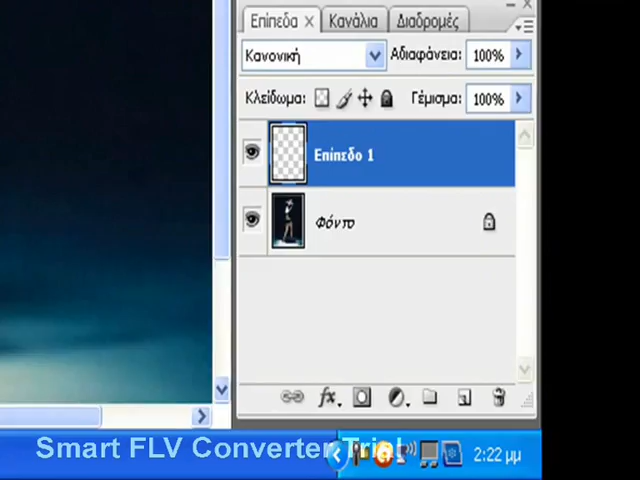 Επίπεδα × Κανάλια Διαδρομές
Κανονική Αδιαφάνεια: 100%
Κλείδωμα: Γέμισμα: 100%
Επίπεδο 1
Φόντο
fx
Smart FLV Converter Trial
2:22 μμ